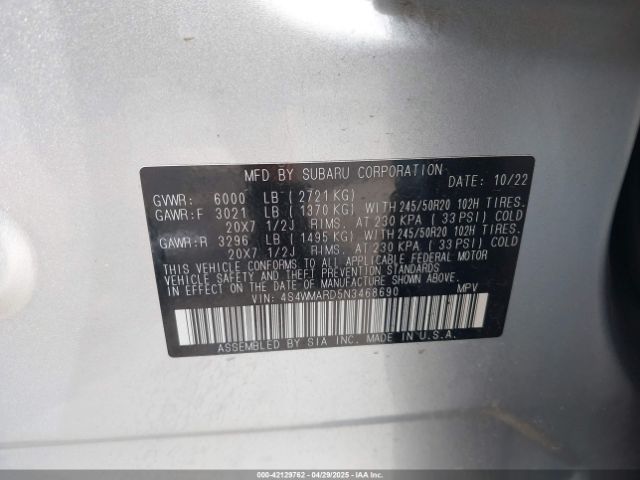 MFD BY SUBARU CORPORATION
DATE: 10/22
GVWR: 6000 LB ( 2721 KG)
GAWR:F 3021 LB ( 1370 KG) WITH 245/50R20 102H TIRES.
20X7 1/2J RIMS. AT 230 KPA ( 33 PSI) COLD
GAWR:R 3296 LB ( 1495 KG) WITH 245/50R20 102H TIRES.
20X7 1/2J RIMS. AT 230 KPA ( 33 PSI) COLD
THIS VEHICLE CONFORMS TO ALL APPLICABLE FEDERAL MOTOR
VEHICLE SAFETY AND THEFT PREVENTION STANDARDS IN EFFECT
ON THE DATE OF MANUFACTURE SHOWN ABOVE.
VIN: 4S4WMARD5N3468690 MPV
ASSEMBLED BY SIA INC. MADE IN U.S.A.
000-42129762 04/29/2025 IAAI.COM